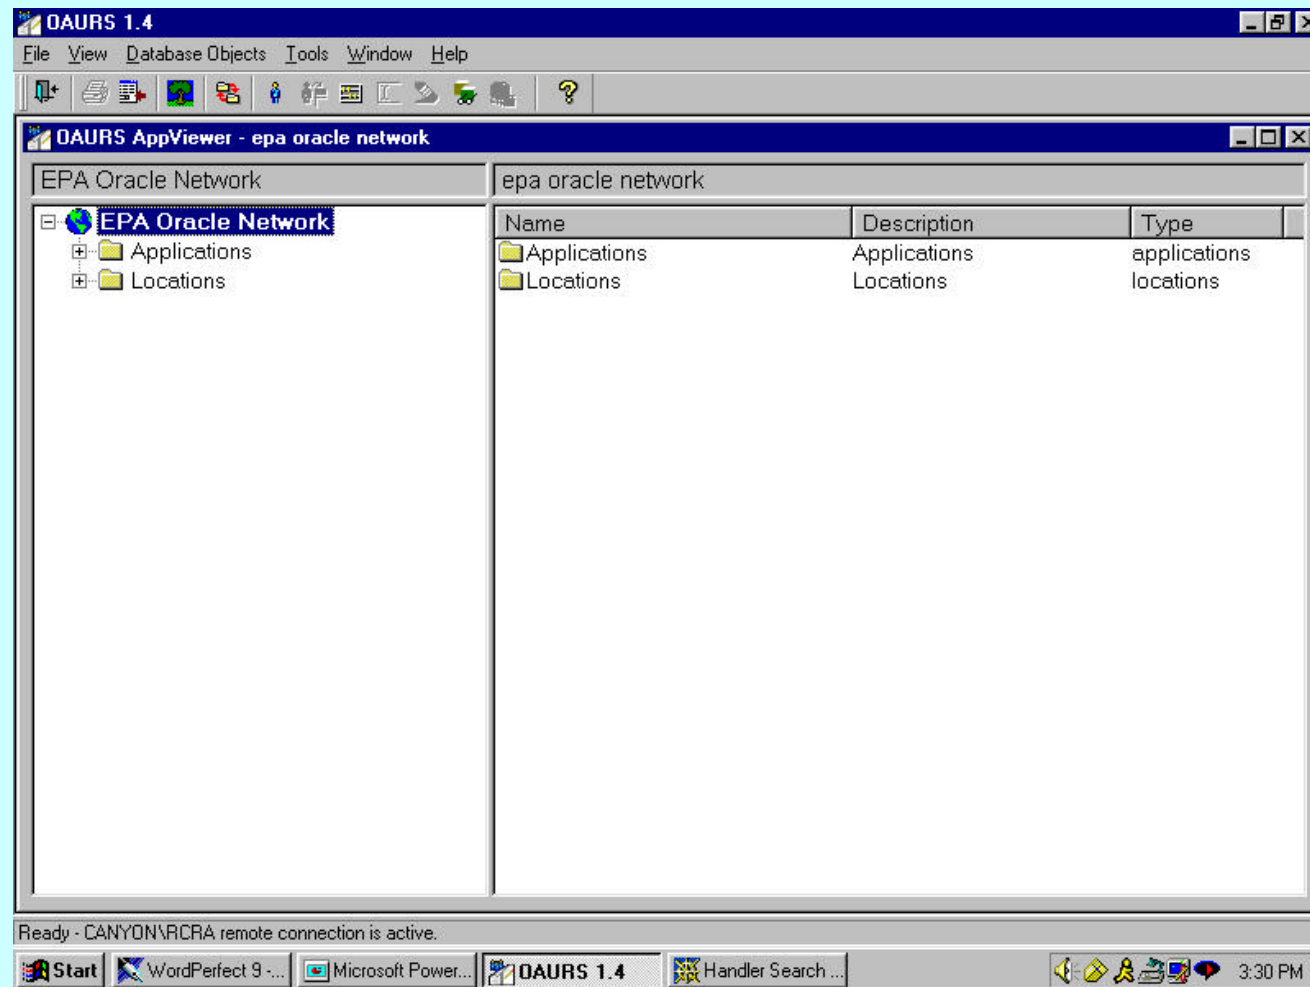 OAURS 1.4
File View Database Objects Tools Window Help
OAURS AppViewer - epa oracle network
EPA Oracle Network
epa oracle network
EPA Oracle Network
Applications
Locations
Name Description Type
Applications Applications applications
Locations Locations locations
Ready - CANYON\RCRA remote connection is active.
Start WordPerfect 9 -... Microsoft Power... OAURS 1.4 Handler Search ... 3:30 PM